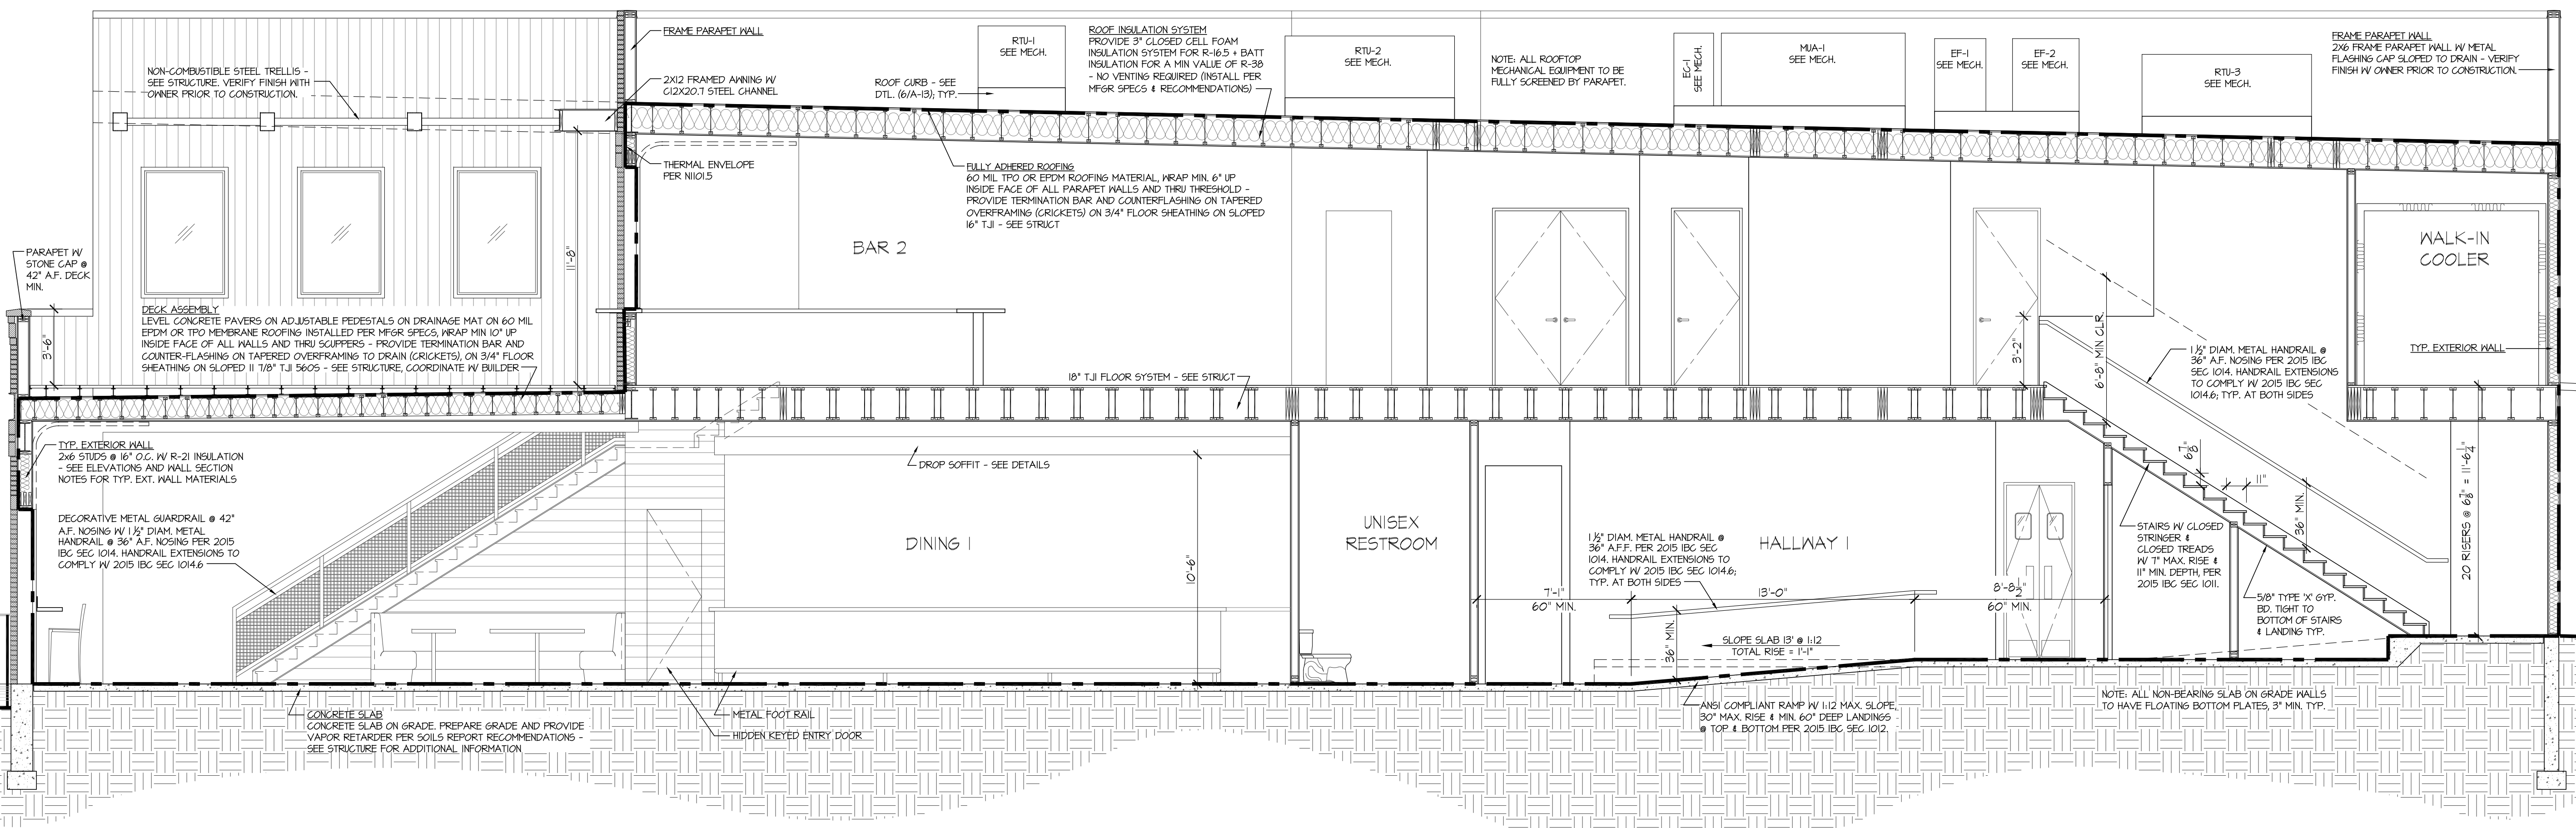 FRAME PARAPET WALL
NON-COMBUSTIBLE STEEL TRELLIS -
SEE STRUCTURE. VERIFY FINISH WITH
OWNER PRIOR TO CONSTRUCTION.
2X12 FRAMED AWNING W/
C12X20.7 STEEL CHANNEL
ROOF CURB - SEE
DTL. (6/A-13); TYP.
RTU-1
SEE MECH.
ROOF INSULATION SYSTEM
PROVIDE 3" CLOSED CELL FOAM
INSULATION SYSTEM FOR R-16.5 + BATT
INSULATION FOR A MIN VALUE OF R-38
- NO VENTING REQUIRED (INSTALL PER
MFGR SPECS & RECOMMENDATIONS)
RTU-2
SEE MECH.
NOTE: ALL ROOFTOP
MECHANICAL EQUIPMENT TO BE
FULLY SCREENED BY PARAPET.
EC-1
SEE MECH.
MUA-1
SEE MECH.
EF-1
SEE MECH.
EF-2
SEE MECH.
RTU-3
SEE MECH.
FRAME PARAPET WALL
2X6 FRAME PARAPET WALL W/ METAL
FLASHING CAP SLOPED TO DRAIN - VERIFY
FINISH W/ OWNER PRIOR TO CONSTRUCTION.
THERMAL ENVELOPE
PER N1101.5
FULLY ADHERED ROOFING
60 MIL TPO OR EPDM ROOFING MATERIAL, WRAP MIN. 6" UP
INSIDE FACE OF ALL PARAPET WALLS AND THRU THRESHOLD -
PROVIDE TERMINATION BAR AND COUNTERFLASHING ON TAPERED
OVERFRAMING (CRICKETS) ON 3/4" FLOOR SHEATHING ON SLOPED
16" TJI - SEE STRUCT
BAR 2
WALK-IN
COOLER
PARAPET W/
STONE CAP @
42" A.F. DECK
MIN.
11'-8"
3'-6"
DECK ASSEMBLY
LEVEL CONCRETE PAVERS ON ADJUSTABLE PEDESTALS ON DRAINAGE MAT ON 60 MIL
EPDM OR TPO MEMBRANE ROOFING INSTALLED PER MFGR SPECS, WRAP MIN 10" UP
INSIDE FACE OF ALL WALLS AND THRU SCUPPERS - PROVIDE TERMINATION BAR AND
COUNTER-FLASHING ON TAPERED OVERFRAMING TO DRAIN (CRICKETS), ON 3/4" FLOOR
SHEATHING ON SLOPED 11 7/8" TJI 560S - SEE STRUCTURE, COORDINATE W/ BUILDER
18" TJI FLOOR SYSTEM - SEE STRUCT
3'-2"
6'-8" MIN CLR.
1 ½" DIAM. METAL HANDRAIL @
36" A.F. NOSING PER 2015 IBC
SEC 1014. HANDRAIL EXTENSIONS
TO COMPLY W/ 2015 IBC SEC
1014.6; TYP. AT BOTH SIDES
TYP. EXTERIOR WALL
TYP. EXTERIOR WALL
2x6 STUDS @ 16" O.C. W/ R-21 INSULATION
- SEE ELEVATIONS AND WALL SECTION
NOTES FOR TYP. EXT. WALL MATERIALS
DROP SOFFIT - SEE DETAILS
DECORATIVE METAL GUARDRAIL @ 42"
A.F. NOSING W/ 1 ½" DIAM. METAL
HANDRAIL @ 36" A.F. NOSING PER 2015
IBC SEC 1014. HANDRAIL EXTENSIONS TO
COMPLY W/ 2015 IBC SEC 1014.6
DINING 1
10'-6"
UNISEX
RESTROOM
1 ½" DIAM. METAL HANDRAIL @
36" A.F.F. PER 2015 IBC SEC
1014. HANDRAIL EXTENSIONS TO
COMPLY W/ 2015 IBC SEC 1014.6;
TYP. AT BOTH SIDES
HALLWAY 1
7'-1"
60" MIN.
13'-0"
8'-8½"
60" MIN.
36" MIN.
SLOPE SLAB 13' @ 1:12
TOTAL RISE = 1'-1"
6⅞"
11"
36" MIN.
STAIRS W/ CLOSED
STRINGER &
CLOSED TREADS
W/ 7" MAX. RISE &
11" MIN. DEPTH, PER
2015 IBC SEC 1011.
5/8" TYPE 'X' GYP.
BD. TIGHT TO
BOTTOM OF STAIRS
& LANDING TYP.
20 RISERS @ 6⅞" = 11'-6¼"
CONCRETE SLAB
CONCRETE SLAB ON GRADE. PREPARE GRADE AND PROVIDE
VAPOR RETARDER PER SOILS REPORT RECOMMENDATIONS -
SEE STRUCTURE FOR ADDITIONAL INFORMATION
METAL FOOT RAIL
HIDDEN KEYED ENTRY DOOR
ANSI COMPLIANT RAMP W/ 1:12 MAX. SLOPE,
30" MAX. RISE & MIN. 60" DEEP LANDINGS
@ TOP & BOTTOM PER 2015 IBC SEC 1012.
NOTE: ALL NON-BEARING SLAB ON GRADE WALLS
TO HAVE FLOATING BOTTOM PLATES, 3" MIN. TYP.